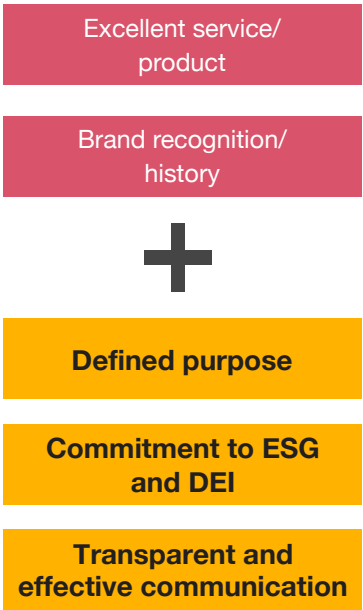 Excellent service/
product
Brand recognition/
history
+
Defined purpose
Commitment to ESG
and DEI
Transparent and
effective communication